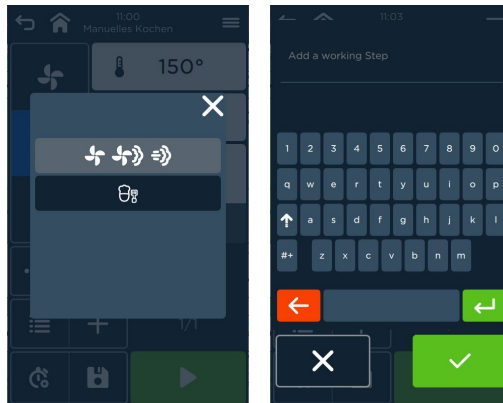 11:00
Manuelles Kochen
150°
1/1
11:03
Add a working Step
1 2 3 4 5 6 7 8 9 0
q w e r t y u i o p
a s d f g h j k l
#+ z x c v b n m